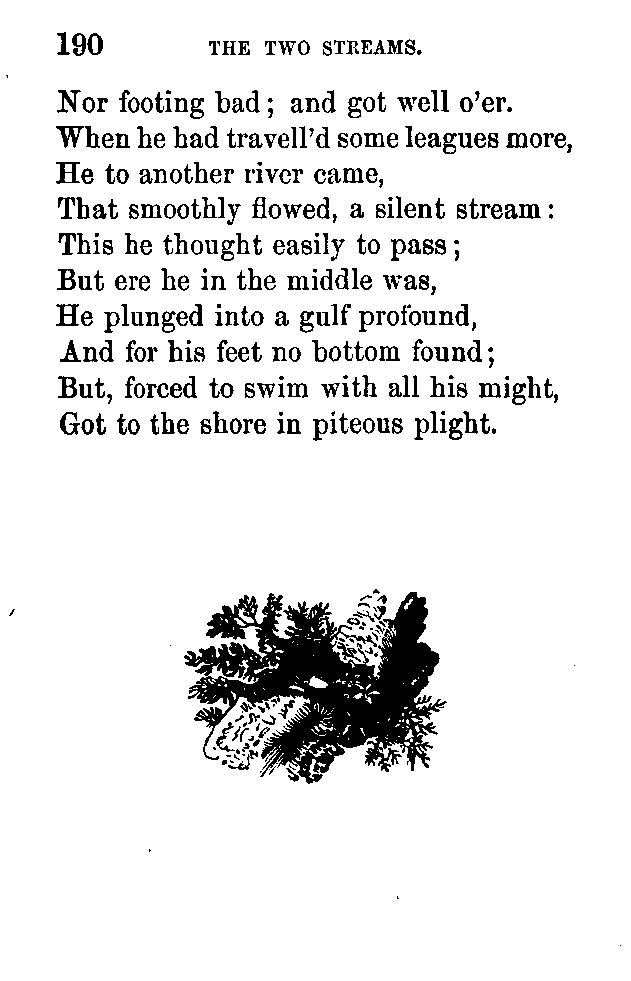 190 THE TWO STREAMS.
Nor footing bad; and got well o'er.
When he had travell'd some leagues more,
He to another river came,
That smoothly flowed, a silent stream:
This he thought easily to pass;
But ere he in the middle was,
He plunged into a gulf profound,
And for his feet no bottom found;
But, forced to swim with all his might,
Got to the shore in piteous plight.